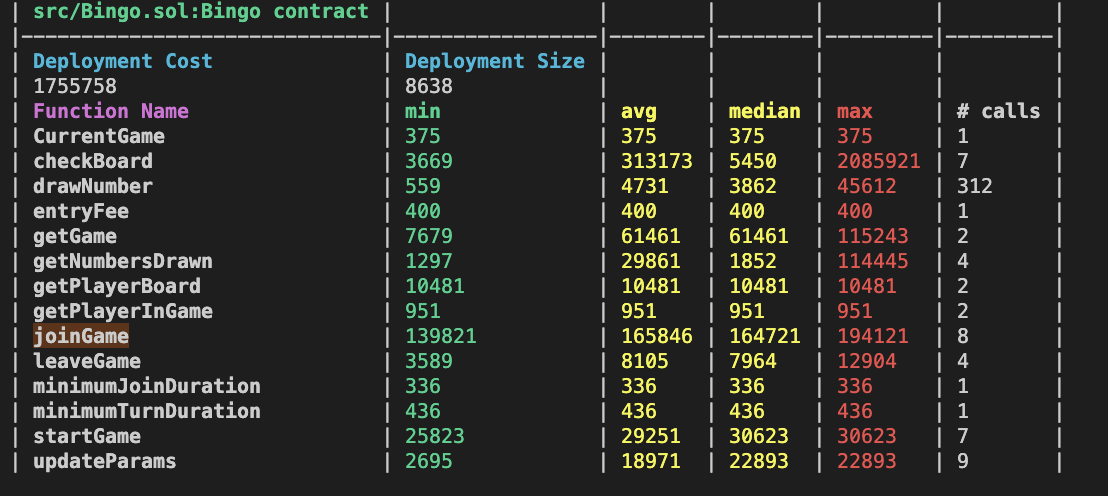 | src/Bingo.sol:Bingo contract | | | | | |
|------------------------------|-----------------|--------|--------|---------|---------|
| Deployment Cost | Deployment Size | | | | |
| 1755758 | 8638 | | | | |
| Function Name | min | avg | median | max | # calls |
| CurrentGame | 375 | 375 | 375 | 375 | 1 |
| checkBoard | 3669 | 313173 | 5450 | 2085921 | 7 |
| drawNumber | 559 | 4731 | 3862 | 45612 | 312 |
| entryFee | 400 | 400 | 400 | 400 | 1 |
| getGame | 7679 | 61461 | 61461 | 115243 | 2 |
| getNumbersDrawn | 1297 | 29861 | 1852 | 114445 | 4 |
| getPlayerBoard | 10481 | 10481 | 10481 | 10481 | 2 |
| getPlayerInGame | 951 | 951 | 951 | 951 | 2 |
| joinGame | 139821 | 165846 | 164721 | 194121 | 8 |
| leaveGame | 3589 | 8105 | 7964 | 12904 | 4 |
| minimumJoinDuration | 336 | 336 | 336 | 336 | 1 |
| minimumTurnDuration | 436 | 436 | 436 | 436 | 1 |
| startGame | 25823 | 29251 | 30623 | 30623 | 7 |
| updateParams | 2695 | 18971 | 22893 | 22893 | 9 |